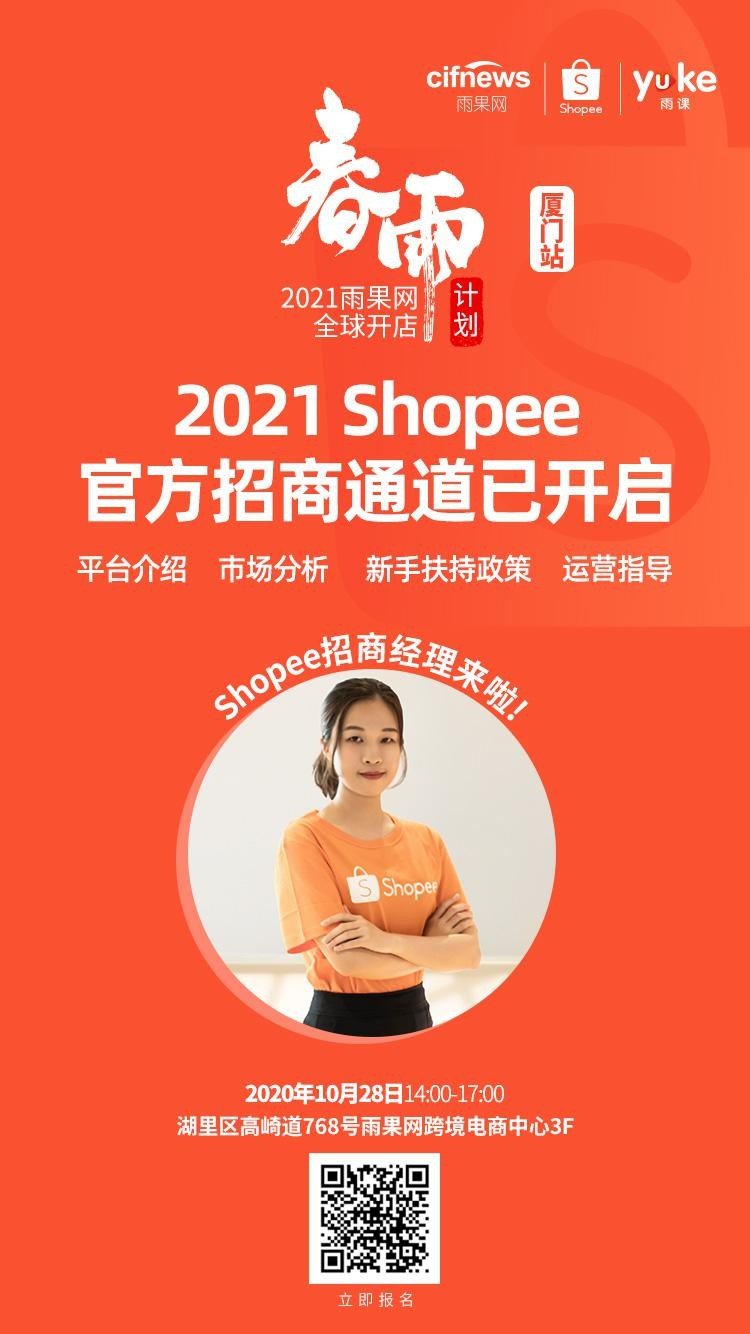 cifnews
雨果网
S
Shopee
yuke
雨课
春雨
厦门站
2021雨果网
全球开店
计划
2021 Shopee
官方招商通道已开启
平台介绍 市场分析 新手扶持政策 运营指导
Shopee招商经理来啦!
S Shopee
2020年10月28日14:00-17:00
湖里区高崎道768号雨果网跨境电商中心3F
立即报名